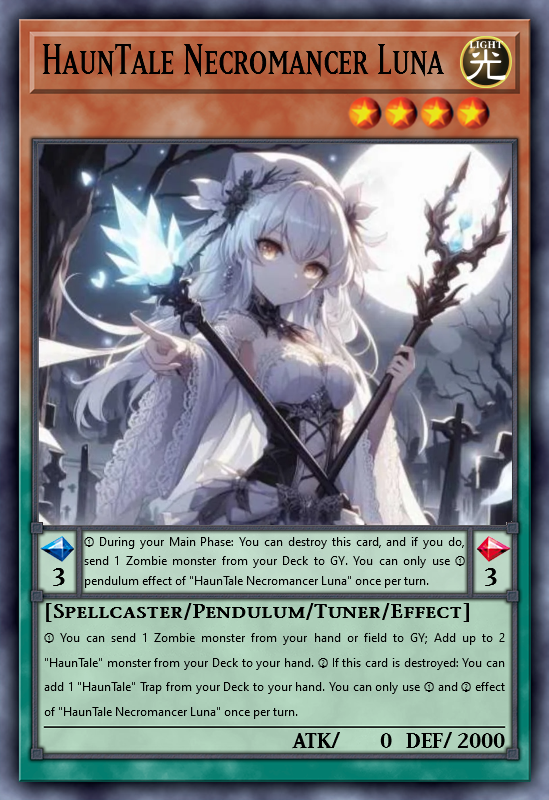 HaunTale Necromancer Luna
LIGHT
光
① During your Main Phase: You can destroy this card, and if you do,
send 1 Zombie monster from your Deck to GY. You can only use ①
pendulum effect of "HaunTale Necromancer Luna" once per turn.
3
3
[Spellcaster/Pendulum/Tuner/Effect]
① You can send 1 Zombie monster from your hand or field to GY; Add up to 2
"HaunTale" monster from your Deck to your hand. ② If this card is destroyed: You can
add 1 "HaunTale" Trap from your Deck to your hand. You can only use ① and ② effect
of "HaunTale Necromancer Luna" once per turn.
ATK/ 0 DEF/ 2000